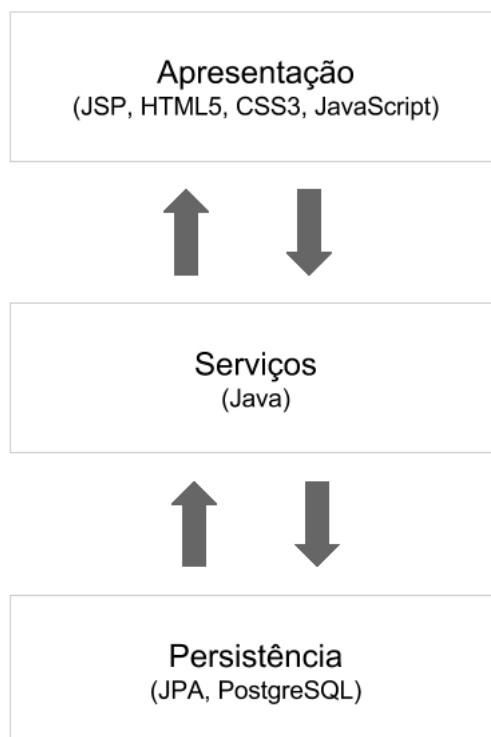 Apresentação
(JSP, HTML5, CSS3, JavaScript)
Serviços
(Java)
Persistência
(JPA, PostgreSQL)